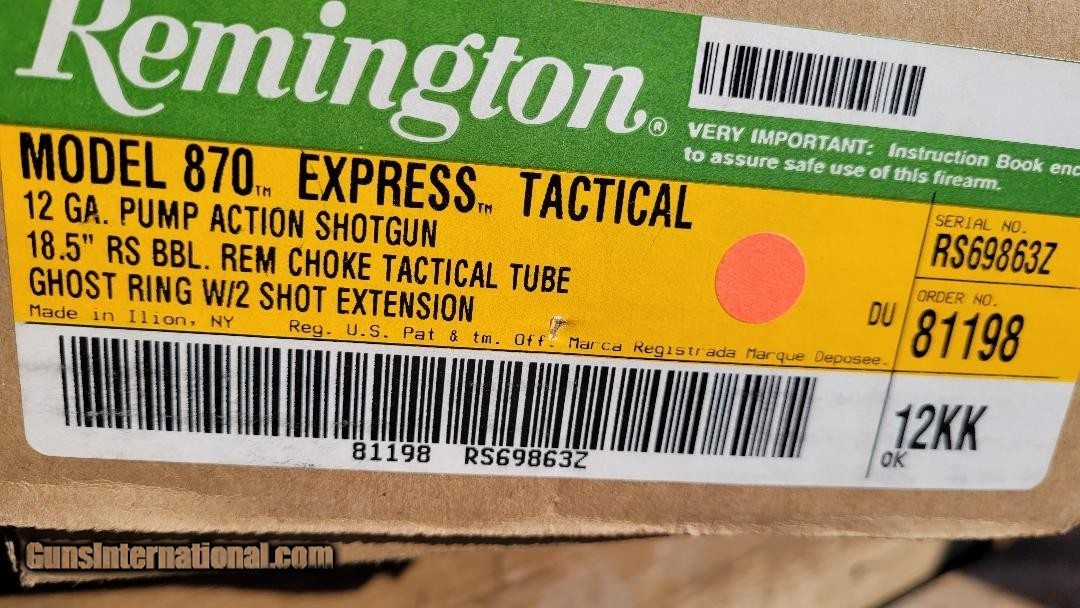 Remington®
VERY IMPORTANT: Instruction Book enc
to assure safe use of this firearm.
MODEL 870™ EXPRESS™ TACTICAL
12 GA. PUMP ACTION SHOTGUN
18.5" RS BBL. REM CHOKE TACTICAL TUBE
GHOST RING W/2 SHOT EXTENSION
Made in Ilion, NY Reg. U.S. Pat & tm. Off. Marca Registrada Marque Deposee.
DU
SERIAL NO.
RS69863Z
ORDER NO.
81198
12KK
OK
81198 RS69863Z
GunsInternational.com